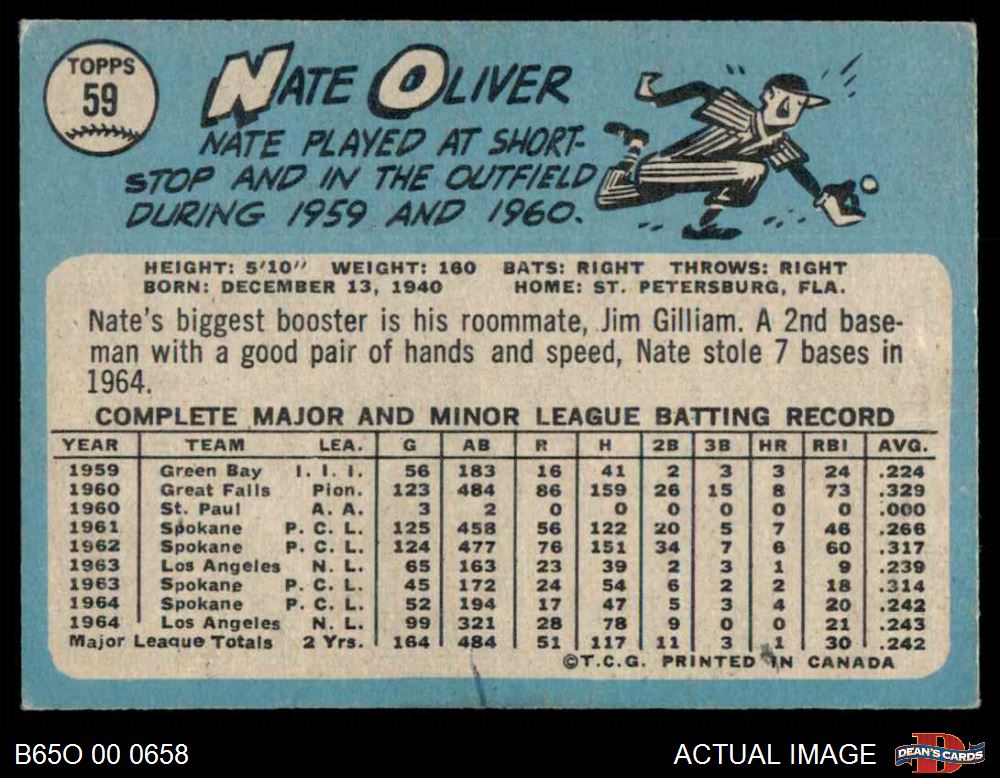 TOPPS
59
NATE OLIVER
NATE PLAYED AT SHORT-
STOP AND IN THE OUTFIELD
DURING 1959 AND 1960.
HEIGHT: 5'10" WEIGHT: 160 BATS: RIGHT THROWS: RIGHT
BORN: DECEMBER 13, 1940 HOME: ST. PETERSBURG, FLA.
Nate's biggest booster is his roommate, Jim Gilliam. A 2nd base-
man with a good pair of hands and speed, Nate stole 7 bases in
1964.
COMPLETE MAJOR AND MINOR LEAGUE BATTING RECORD
YEAR TEAM LEA. G AB R H 2B 3B HR RBI AVG.
1959 Green Bay I. I. I. 56 183 16 41 2 3 3 24 .224
1960 Great Falls Pion. 123 484 86 159 26 15 8 73 .329
1960 St. Paul A. A. 3 2 0 0 0 0 0 0 .000
1961 Spokane P. C. L. 125 458 56 122 20 5 7 46 .266
1962 Spokane P. C. L. 124 477 76 151 34 7 6 60 .317
1963 Los Angeles N. L. 65 163 23 39 2 3 1 9 .239
1963 Spokane P. C. L. 45 172 24 54 6 2 2 18 .314
1964 Spokane P. C. L. 52 194 17 47 5 3 4 20 .242
1964 Los Angeles N. L. 99 321 28 78 9 0 0 21 .243
Major League Totals 2 Yrs. 164 484 51 117 11 3 1 30 .242
©T.C.G. PRINTED IN CANADA
B65O 00 0658 ACTUAL IMAGE DEAN'S CARDS